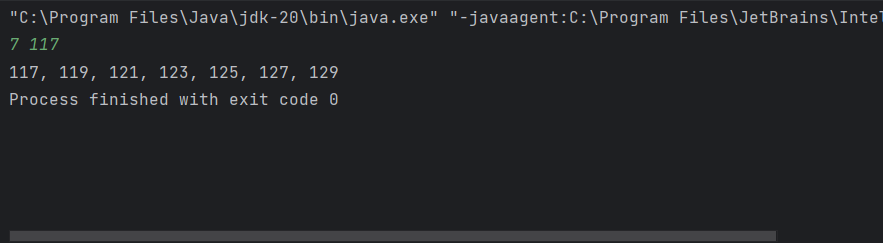 "C:\Program Files\Java\jdk-20\bin\java.exe" "-javaagent:C:\Program Files\JetBrains\Intel
7 117
117, 119, 121, 123, 125, 127, 129
Process finished with exit code 0